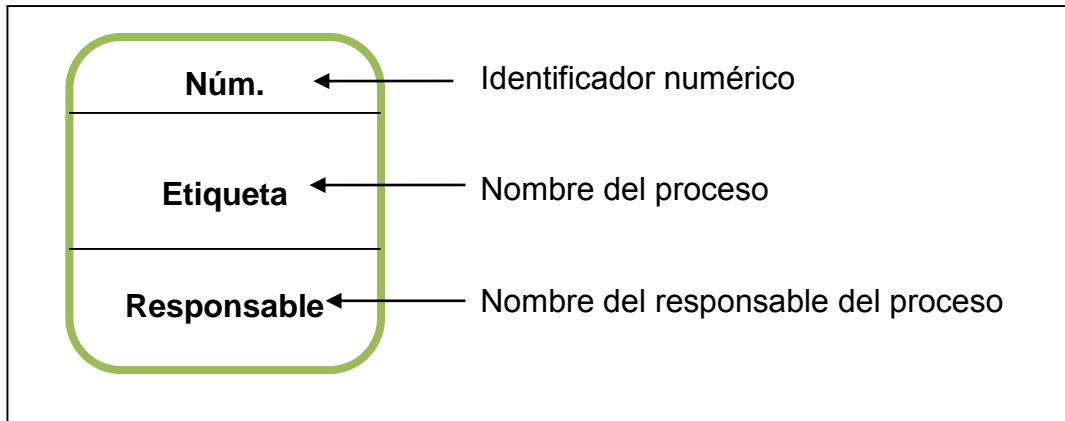 Núm.
Identificador numérico
Etiqueta
Nombre del proceso
Responsable
Nombre del responsable del proceso